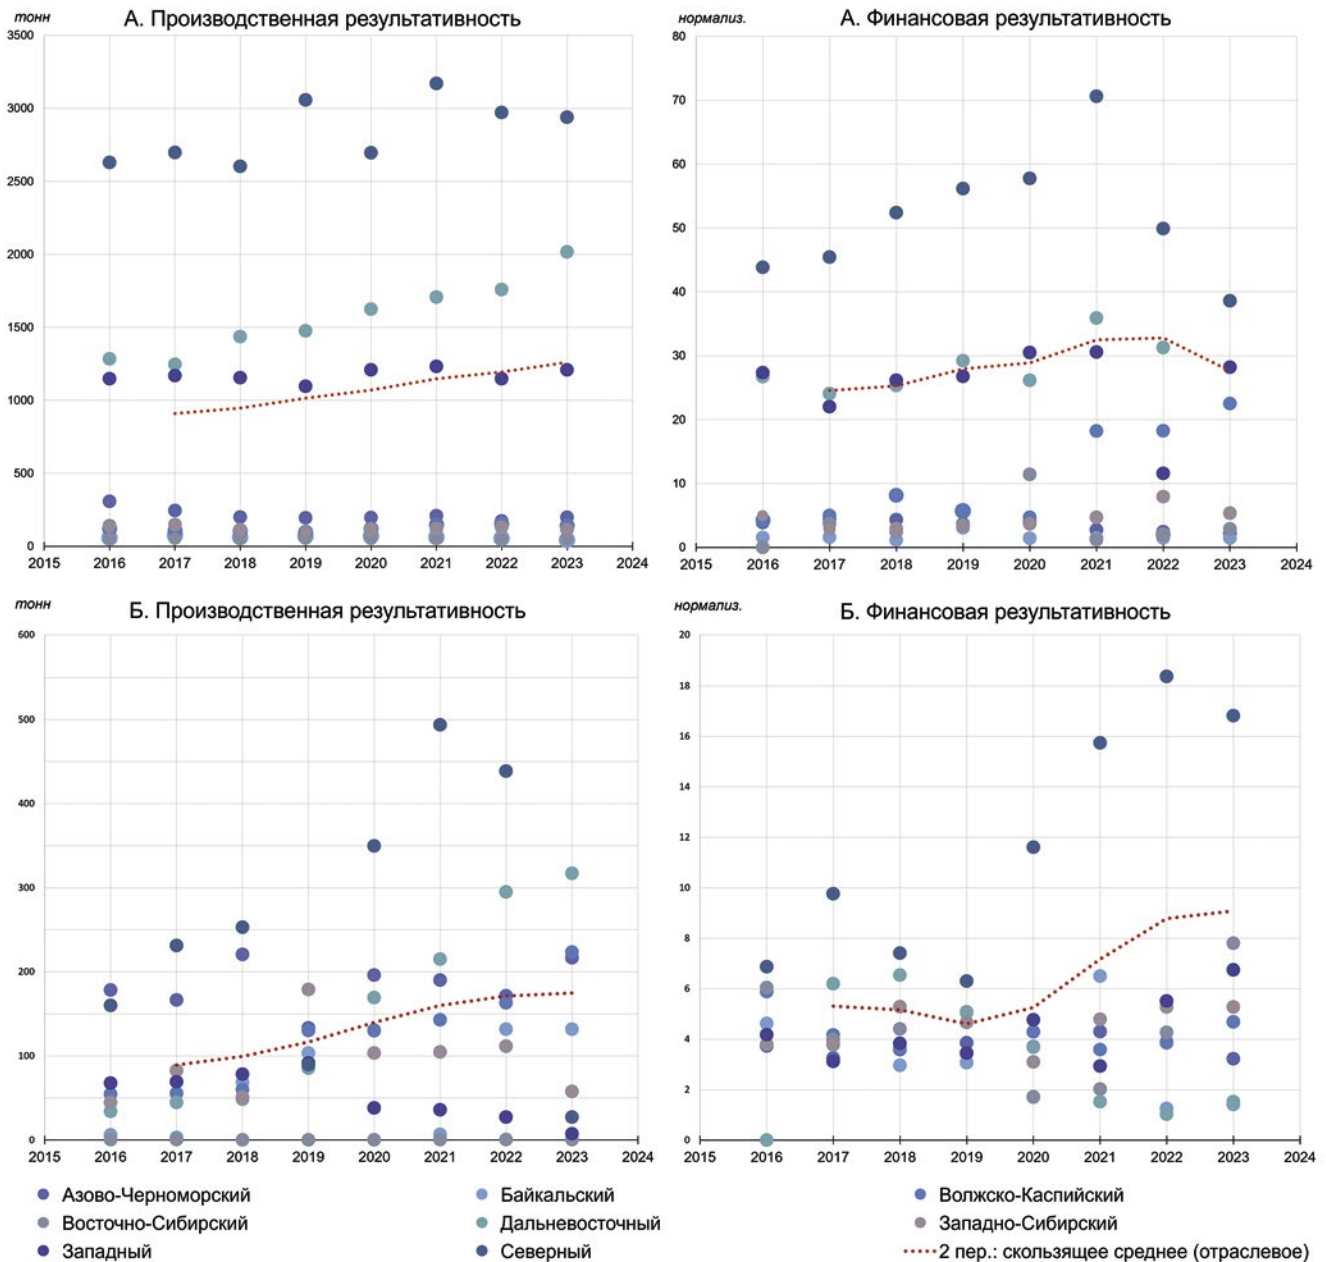 тонн
А. Производственная результативность
3500
3000
2500
2000
1500
1000
500
0
2015 2016 2017 2018 2019 2020 2021 2022 2023 2024
нормализ.
А. Финансовая результативность
80
70
60
50
40
30
20
10
0
2015 2016 2017 2018 2019 2020 2021 2022 2023 2024
тонн
Б. Производственная результативность
600
500
400
300
200
100
0
2015 2016 2017 2018 2019 2020 2021 2022 2023 2024
нормализ.
Б. Финансовая результативность
20
18
16
14
12
10
8
6
4
2
0
2015 2016 2017 2018 2019 2020 2021 2022 2023 2024
Азово-Черноморский
Байкальский
Волжско-Каспийский
Восточно-Сибирский
Дальневосточный
Западно-Сибирский
Западный
Северный
2 пер.: скользящее среднее (отраслевое)